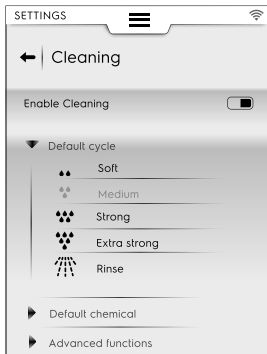 SETTINGS
Cleaning
Enable Cleaning
Default cycle
Soft
Medium
Strong
Extra strong
Rinse
Default chemical
Advanced functions